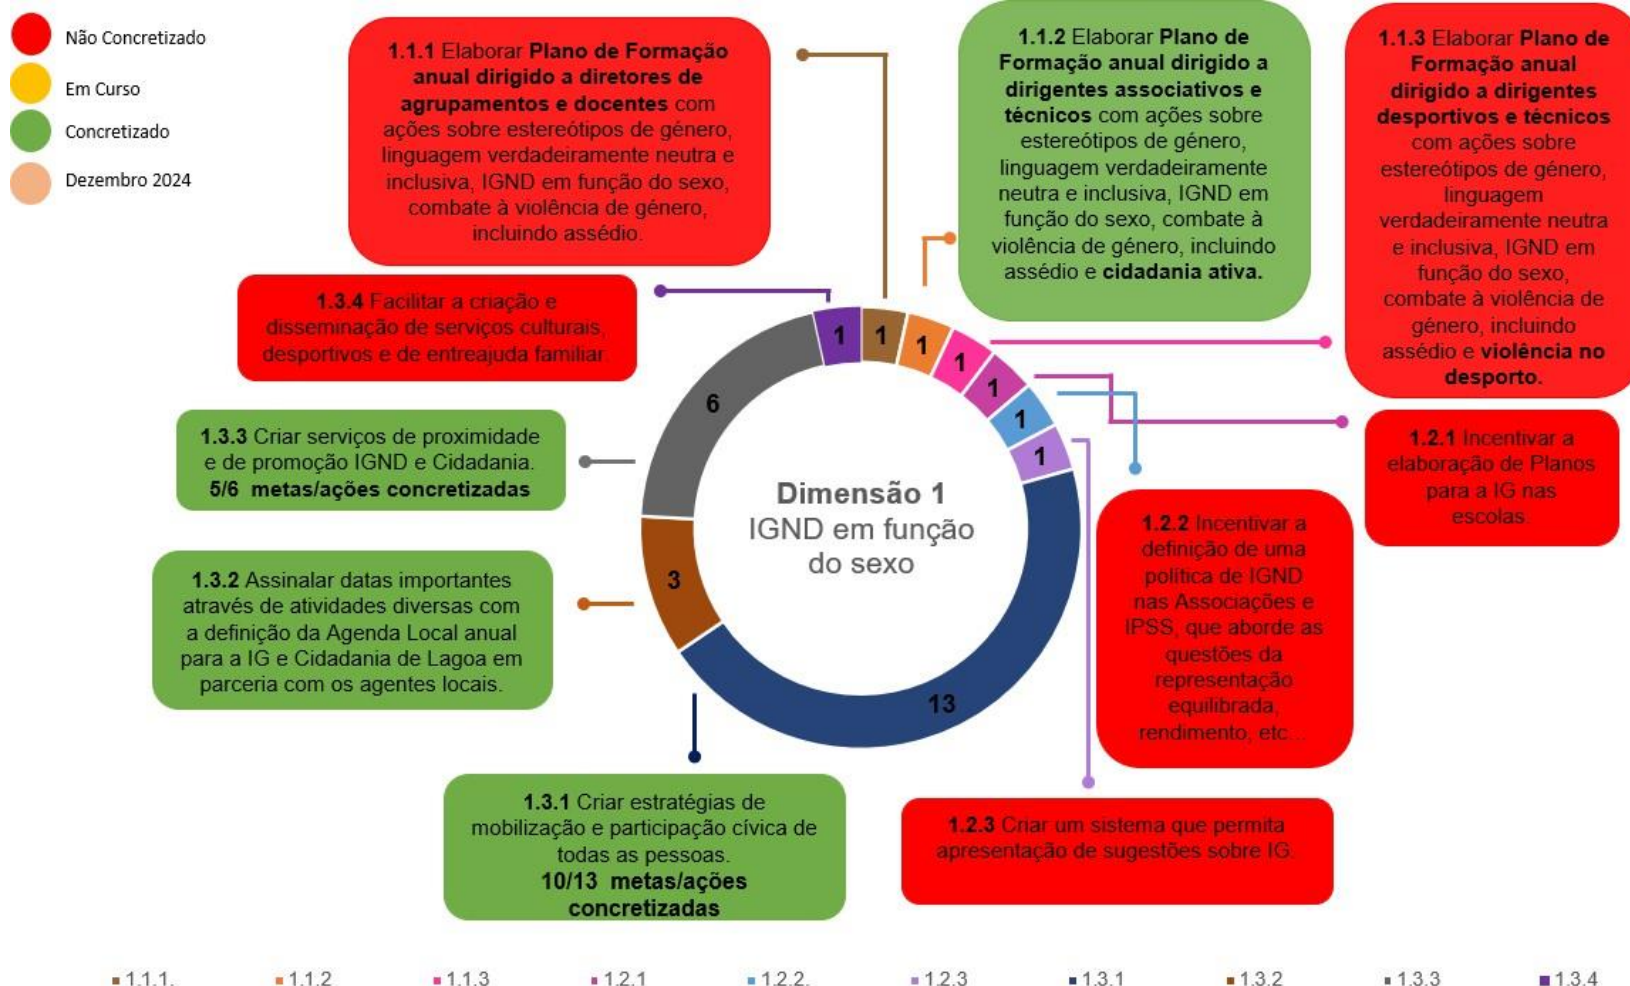 Não Concretizado
Em Curso
Concretizado
Dezembro 2024
1.1.1 Elaborar Plano de Formação
anual dirigido a diretores de
agrupamentos e docentes com
ações sobre estereótipos de género,
linguagem verdadeiramente neutra e
inclusiva, IGND em função do sexo,
combate à violência de género,
incluindo assédio.
1.1.2 Elaborar Plano de
Formação anual dirigido a
dirigentes associativos e
técnicos com ações sobre
estereótipos de género,
linguagem verdadeiramente
neutra e inclusiva, IGND em
função do sexo, combate à
violência de género, incluindo
assédio e cidadania ativa.
1.1.3 Elaborar Plano de
Formação anual
dirigido a dirigentes
desportivos e técnicos
com ações sobre
estereótipos de género,
linguagem
verdadeiramente neutra
e inclusiva, IGND em
função do sexo,
combate à violência de
género, incluindo
assédio e violência no
desporto.
1.3.4 Facilitar a criação e
disseminação de serviços culturais,
desportivos e de entreajuda familiar.
1.3.3 Criar serviços de proximidade
e de promoção IGND e Cidadania.
5/6 metas/ações concretizadas
1.3.2 Assinalar datas importantes
através de atividades diversas com
a definição da Agenda Local anual
para a IG e Cidadania de Lagoa em
parceria com os agentes locais.
1.3.1 Criar estratégias de
mobilização e participação cívica de
todas as pessoas.
10/13 metas/ações
concretizadas
1
1
1
1
1
1
1
6
3
13
Dimensão 1
IGND em função
do sexo
1.2.1 Incentivar a
elaboração de Planos
para a IG nas
escolas.
1.2.2 Incentivar a
definição de uma
política de IGND
nas Associações e
IPSS, que aborde as
questões da
representação
equilibrada,
rendimento, etc...
1.2.3 Criar um sistema que permita
apresentação de sugestões sobre IG.
1.1.1.
1.1.2
1.1.3
1.2.1
1.2.2.
1.2.3
1.3.1
1.3.2
1.3.3
1.3.4